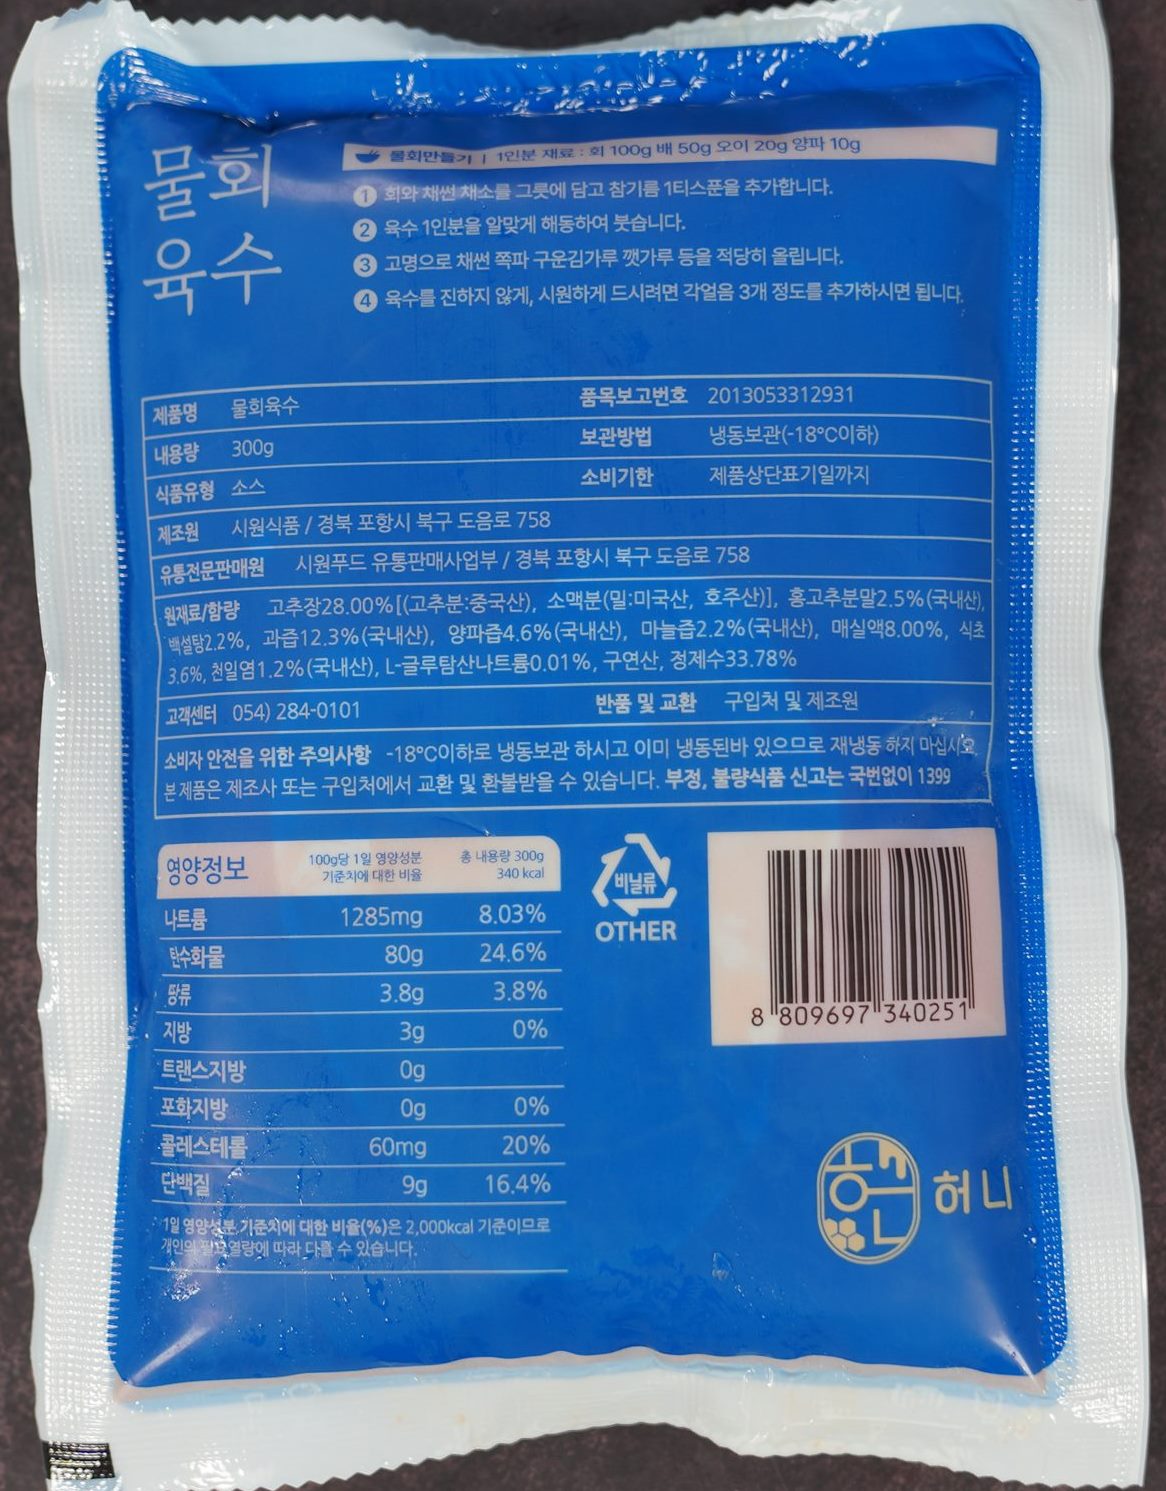 물회
육수
물회만들기 | 1인분 재료 : 회 100g 배 50g 오이 20g 양파 10g
1 회와 채썬 채소를 그릇에 담고 참기름 1티스푼을 추가합니다.
2 육수 1인분을 알맞게 해동하여 붓습니다.
3 고명으로 채썬 쪽파 구운김가루 깻가루 등을 적당히 올립니다.
4 육수를 진하지 않게, 시원하게 드시려면 각얼음 3개 정도를 추가하시면 됩니다.
제품명 물회육수 품목보고번호 2013053312931
내용량 300g 보관방법 냉동보관(-18°C이하)
식품유형 소스 소비기한 제품상단표기일까지
제조원 시원식품 / 경북 포항시 북구 도음로 758
유통전문판매원 시원푸드 유통판매사업부 / 경북 포항시 북구 도음로 758
원재료/함량 고추장28.00%[(고추분:중국산), 소맥분(밀:미국산, 호주산)], 홍고추분말2.5%(국내산),
백설탕2.2%, 과즙12.3%(국내산), 양파즙4.6%(국내산), 마늘즙2.2%(국내산), 매실액8.00%, 식초
3.6%, 천일염1.2%(국내산), L-글루탐산나트륨0.01%, 구연산, 정제수33.78%
고객센터 054) 284-0101 반품 및 교환 구입처 및 제조원
소비자 안전을 위한 주의사항 -18°C이하로 냉동보관 하시고 이미 냉동된바 있으므로 재냉동 하지 마십시오
본 제품은 제조사 또는 구입처에서 교환 및 환불받을 수 있습니다. 부정, 불량식품 신고는 국번없이 1399
영양정보 100g당 1일 영양성분 총 내용량 300g
기준치에 대한 비율 340 kcal
나트륨 1285mg 8.03%
탄수화물 80g 24.6%
당류 3.8g 3.8%
지방 3g 0%
트랜스지방 0g
포화지방 0g 0%
콜레스테롤 60mg 20%
단백질 9g 16.4%
1일 영양성분 기준치에 대한 비율(%)은 2,000kcal 기준이므로
개인의 필요 열량에 따라 다를 수 있습니다.
비닐류
OTHER
8 809697 340251
허니